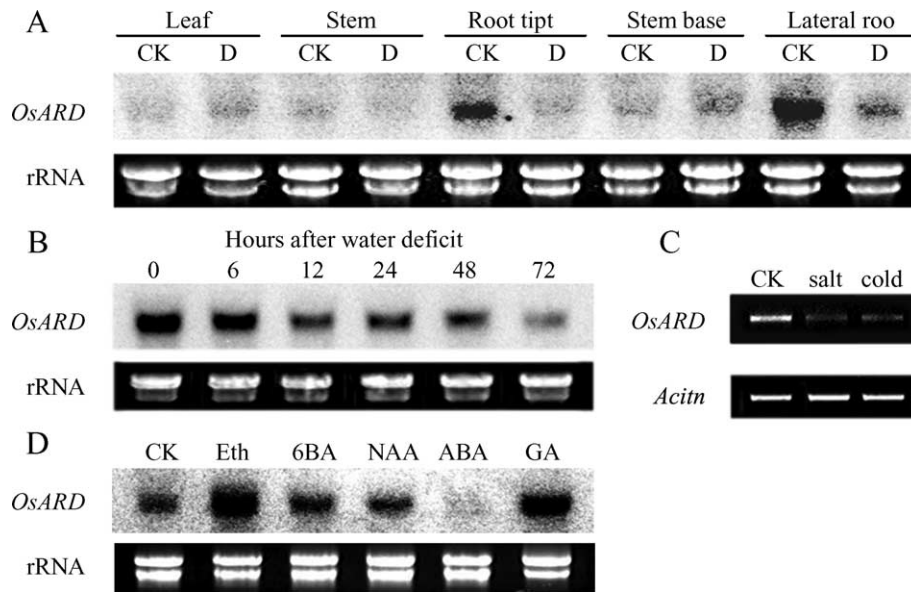 A
Leaf Stem Root tipt Stem base Lateral roo
CK D CK D CK D CK D CK D
OsARD
rRNA
B
Hours after water deficit
0 6 12 24 48 72
OsARD
rRNA
C
CK salt cold
OsARD
Acitn
D
CK Eth 6BA NAA ABA GA
OsARD
rRNA